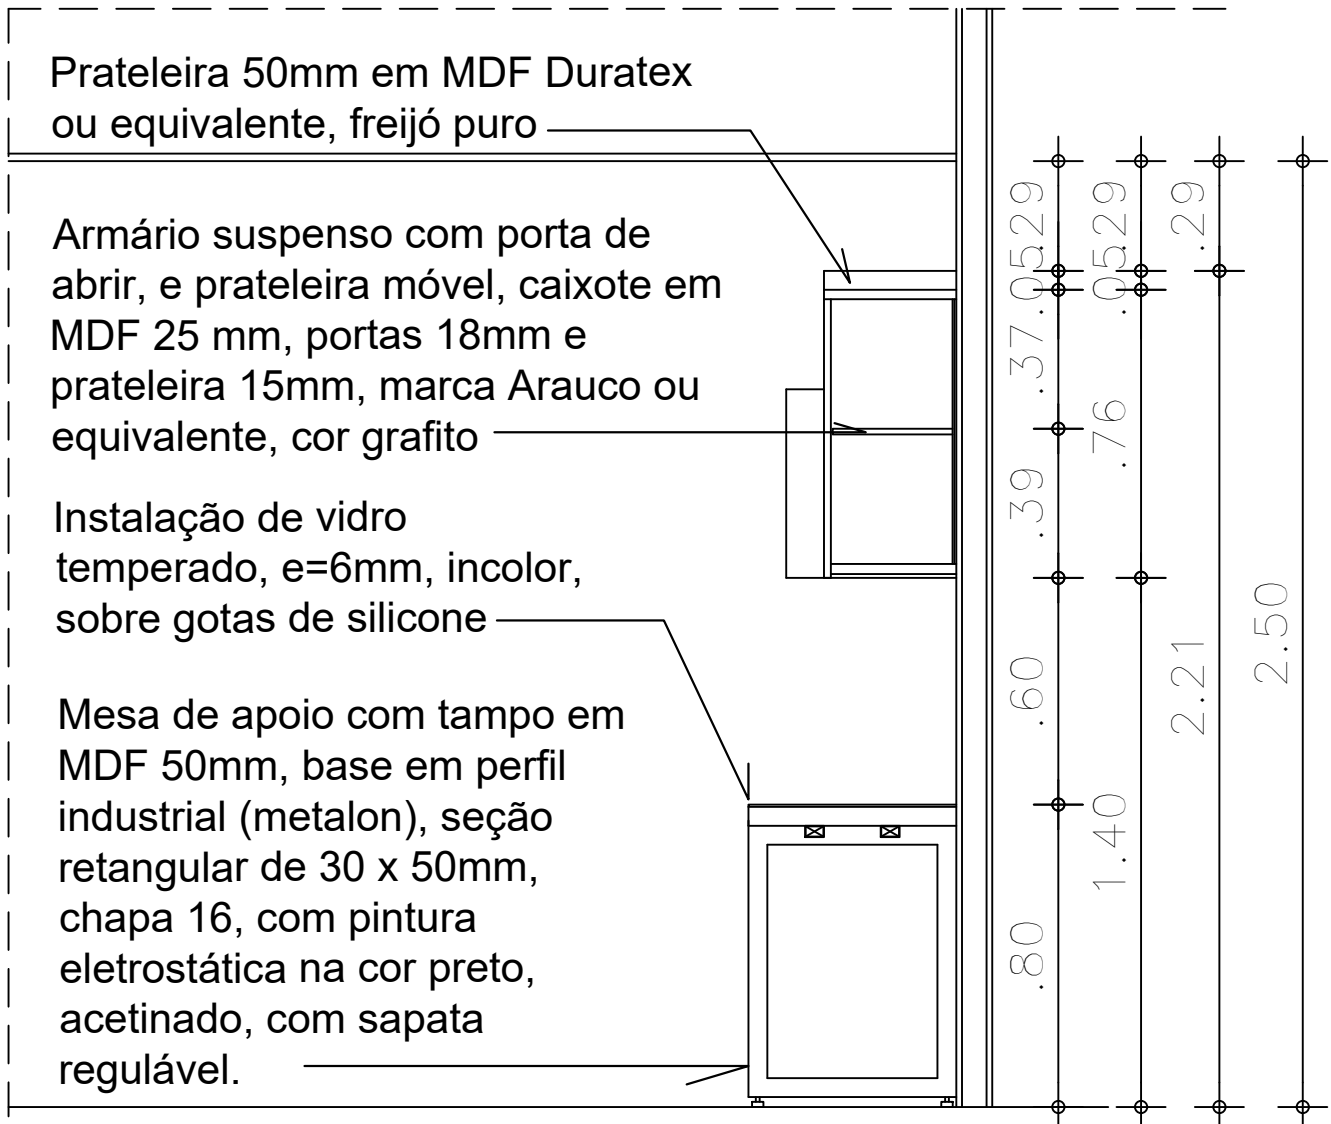 Prateleira 50mm em MDF Duratex
ou equivalente, freijó puro
Armário suspenso com porta de
abrir, e prateleira móvel, caixote em
MDF 25 mm, portas 18mm e
prateleira 15mm, marca Arauco ou
equivalente, cor grafito
Instalação de vidro
temperado, e=6mm, incolor,
sobre gotas de silicone
Mesa de apoio com tampo em
MDF 50mm, base em perfil
industrial (metalon), seção
retangular de 30 x 50mm,
chapa 16, com pintura
eletrostática na cor preto,
acetinado, com sapata
regulável.
.29
.05
.37
.39
.60
.80
.29
.05
.76
1.40
.29
2.21
2.50